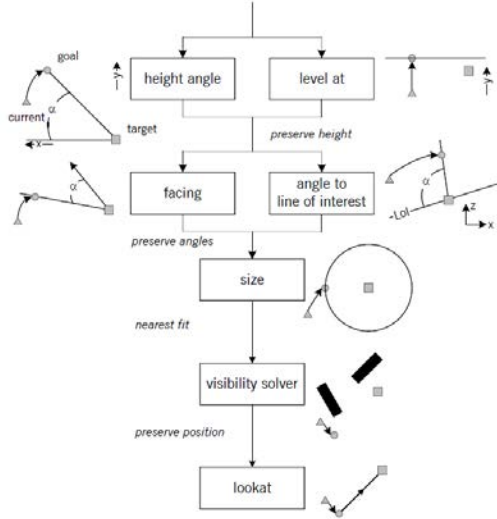 goal
α
current
target
x
y
height angle
level at
y
preserve height
α
facing
angle to
line of interest
α
-LoI
z
x
preserve angles
size
nearest fit
visibility solver
preserve position
lookat